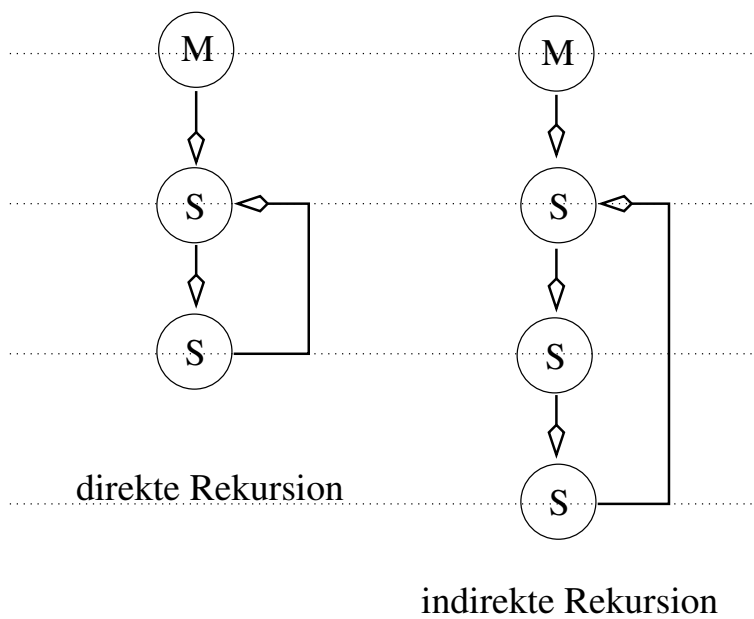 M M
S S
S S
S
direkte Rekursion
indirekte Rekursion